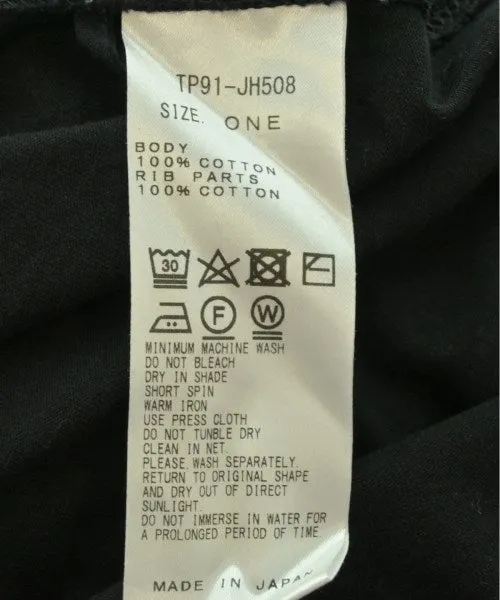 TP91-JH508
SIZE. ONE
BODY
100% COTTON
RIB PARTS
100% COTTON
30
F W
MINIMUM MACHINE WASH
DO NOT BLEACH
DRY IN SHADE
SHORT SPIN
WARM IRON
USE PRESS CLOTH
DO NOT TUNBLE DRY
CLEAN IN NET.
PLEASE WASH SEPARATELY.
RETURN TO ORIGINAL SHAPE
AND DRY OUT OF DIRECT
SUNLIGHT.
DO NOT IMMERSE IN WATER FOR
A PROLONGED PERIOD OF TIME.
MADE IN JAPAN